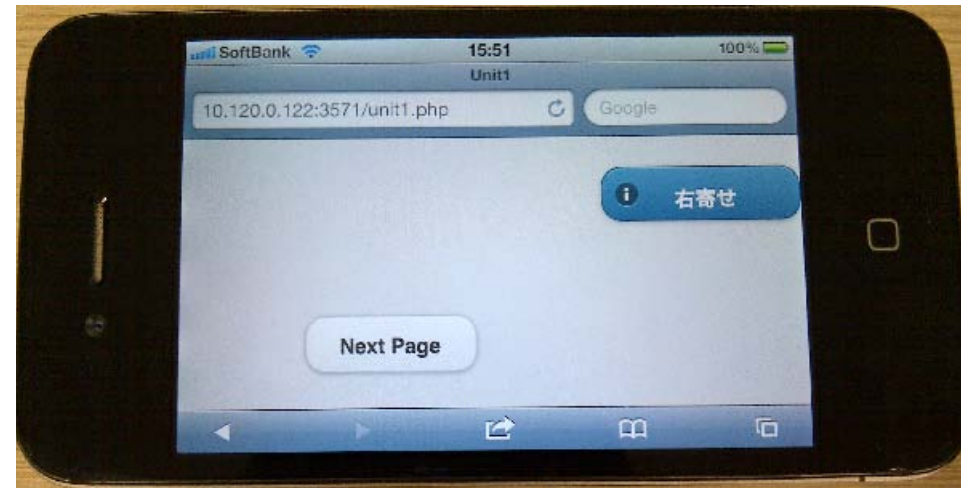 SoftBank 15:51 100%
Unit1
10.120.0.122:3571/unit1.php Google
i 右寄せ
Next Page